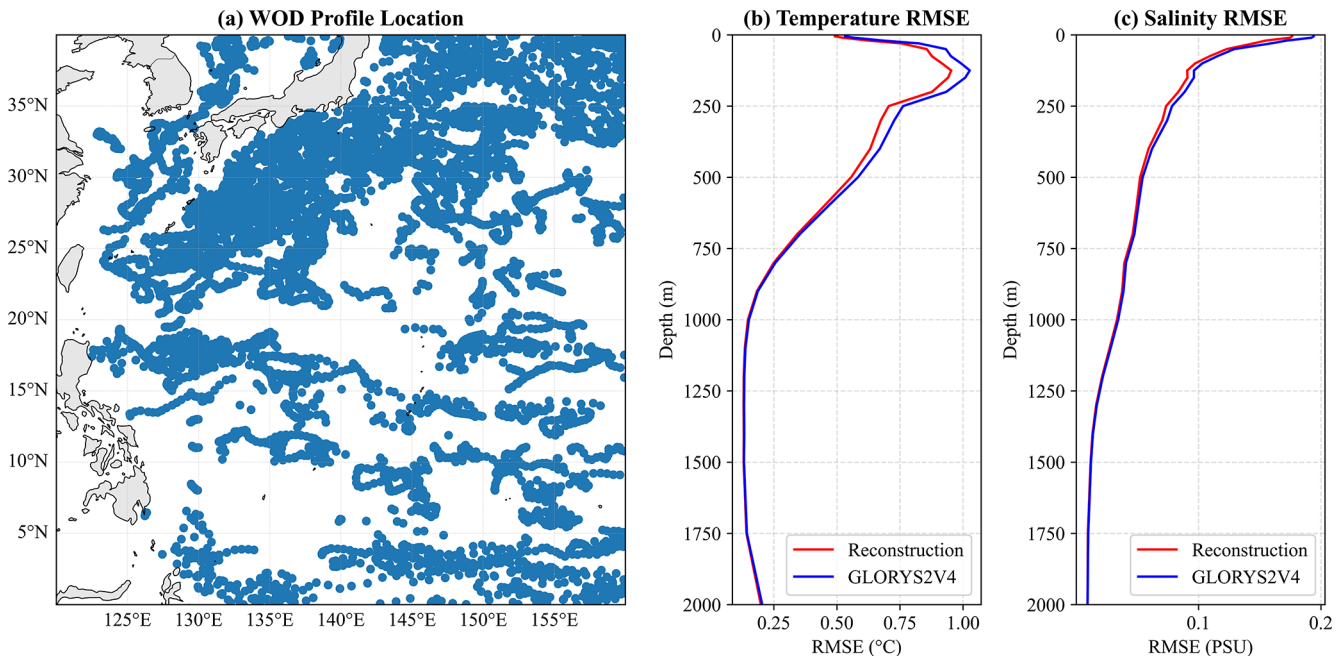 (a) WOD Profile Location
35°N
30°N
25°N
20°N
15°N
10°N
5°N
125°E
130°E
135°E
140°E
145°E
150°E
155°E
(b) Temperature RMSE
Depth (m)
0
250
500
750
1000
1250
1500
1750
2000
Reconstruction
GLORYS2V4
0.25
0.50
0.75
1.00
RMSE (°C)
(c) Salinity RMSE
Depth (m)
0
250
500
750
1000
1250
1500
1750
2000
Reconstruction
GLORYS2V4
0.1
0.2
RMSE (PSU)